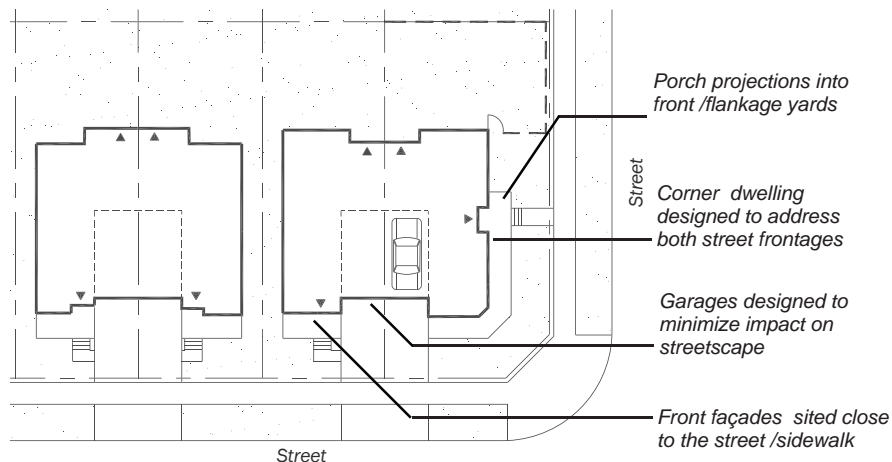 Porch projections into
front /flankage yards
Street
Corner dwelling
designed to address
both street frontages
Garages designed to
minimize impact on
streetscape
Front façades sited close
to the street /sidewalk
Street